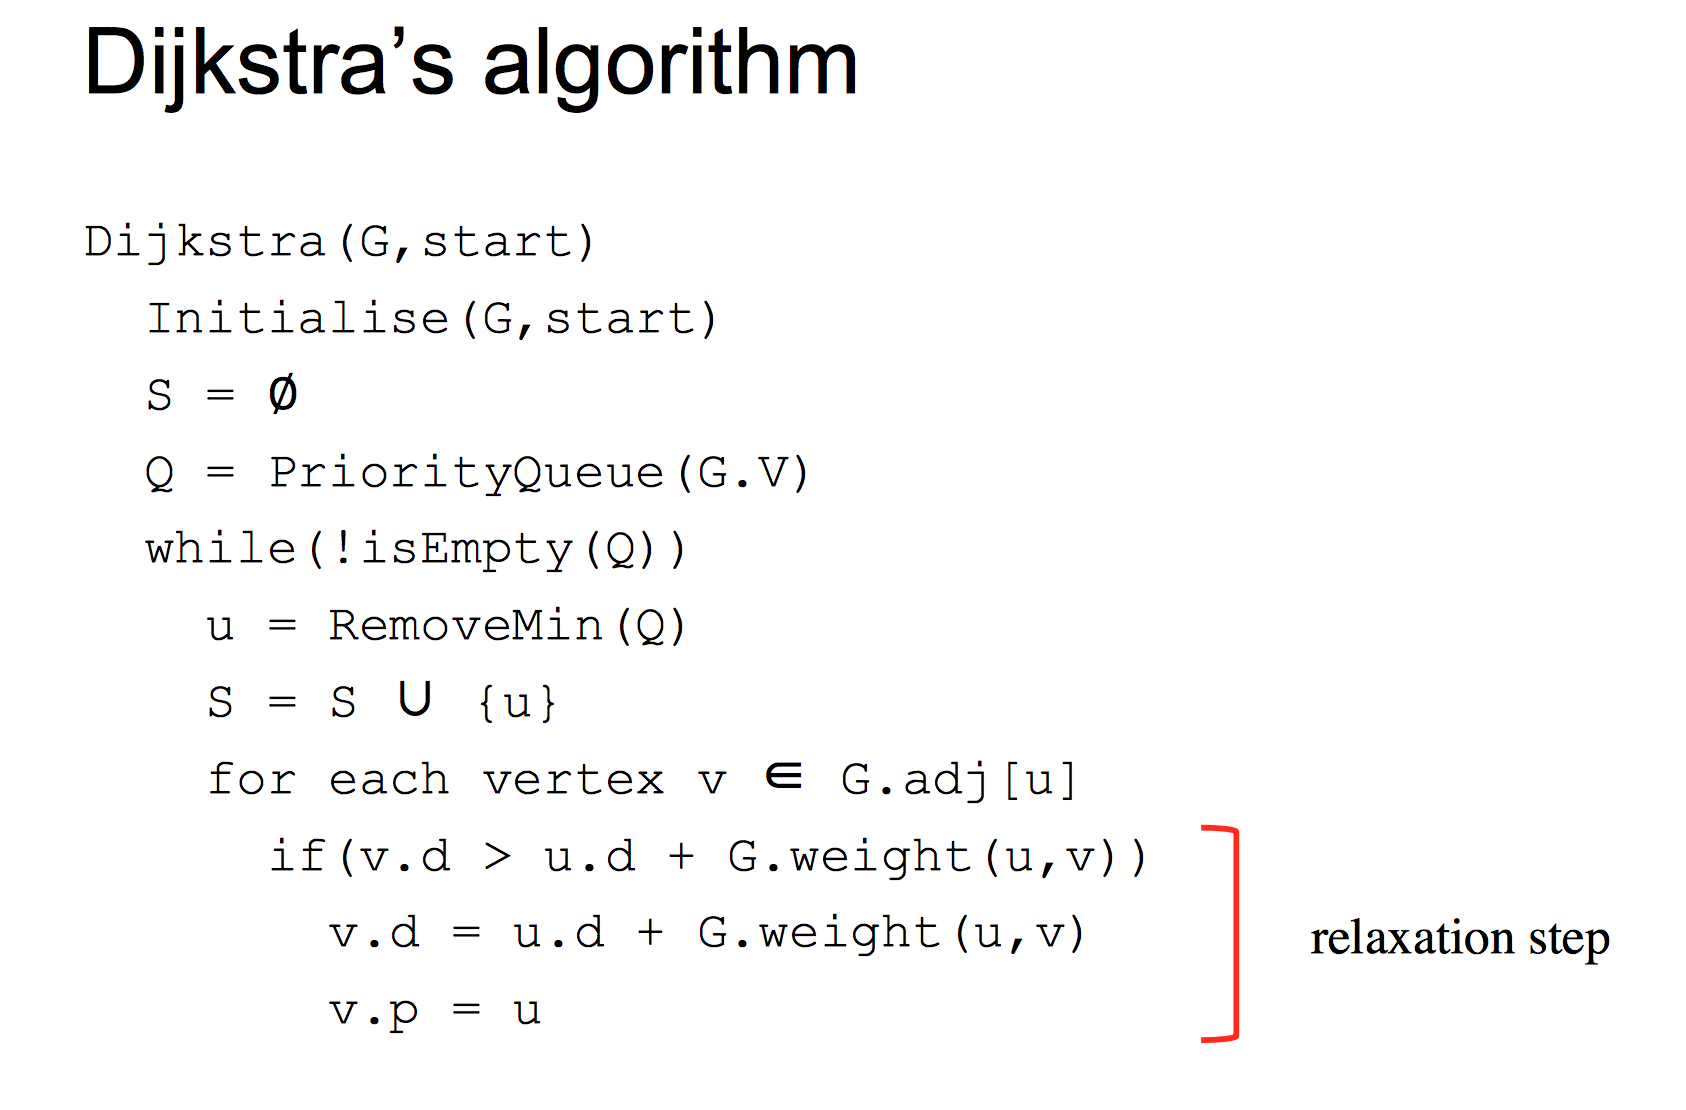 Dijkstra’s algorithm
Dijkstra(G,start)
Initialise(G,start)
S = ∅
Q = PriorityQueue(G.V)
while(!isEmpty(Q))
u = RemoveMin(Q)
S = S ∪ {u}
for each vertex v ∈ G.adj[u]
if(v.d > u.d + G.weight(u,v))
v.d = u.d + G.weight(u,v)
relaxation step
v.p = u